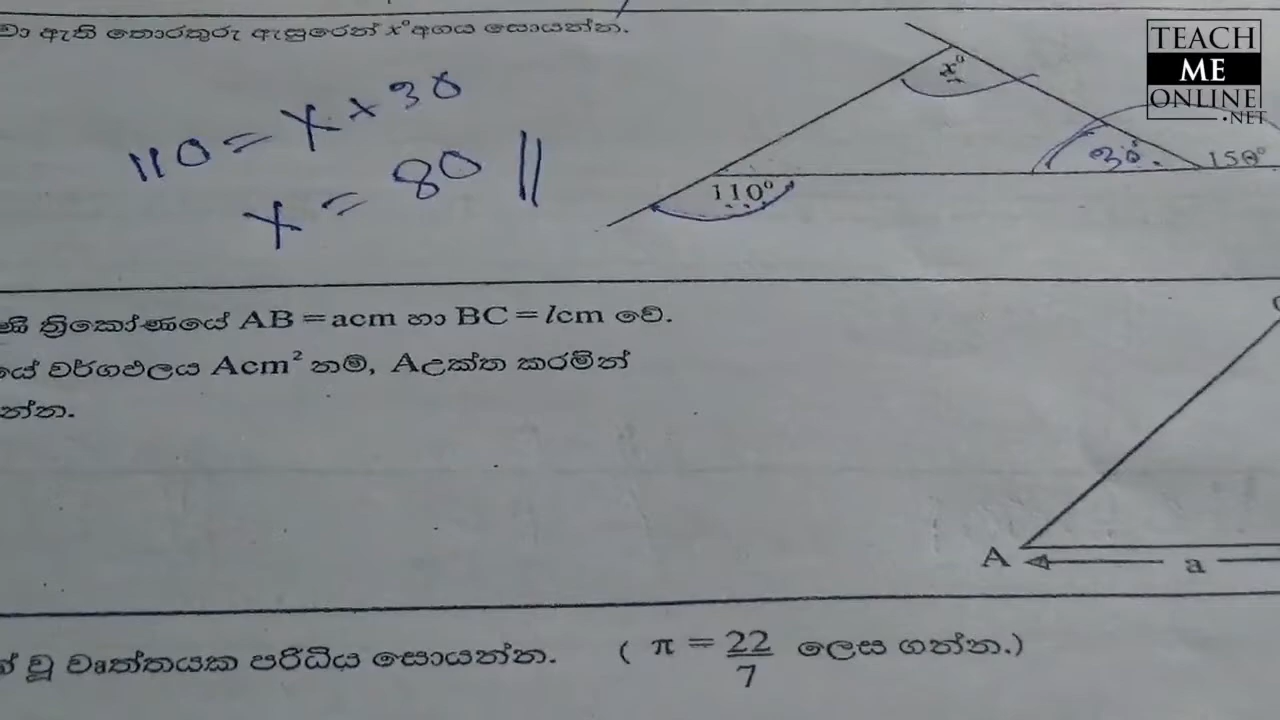 ඇති තොරතුරු ඇසුරෙන් x° අගය සොයන්න.
TEACH
ME
ONLINE
.NET
110 = x + 30
x = 80
x°
30°
150°
110°
ත්‍රිකෝණයේ AB = acm හා BC = lcm වේ.
වර්ගඵලය Acm² නම්, A උක්ත කරමින්
A
a
වූ වෘත්තයක පරිධිය සොයන්න. ( π = 22/7 ලෙස ගන්න.)